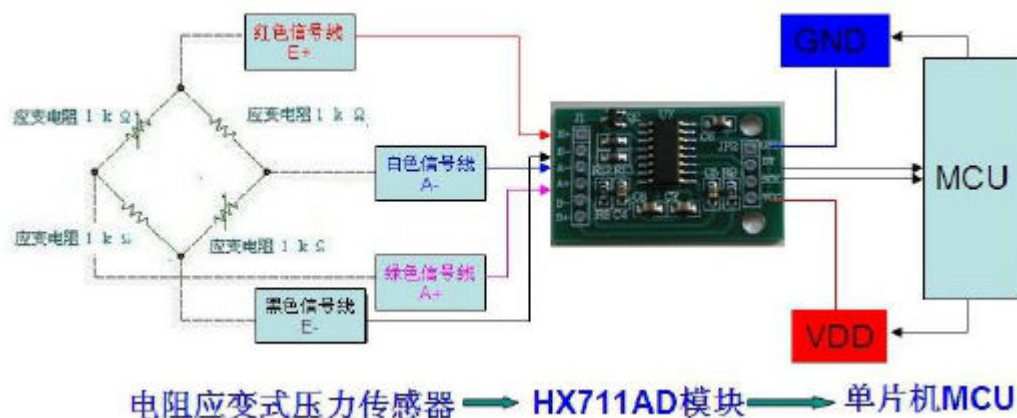 红色信号线
E+
GND
应变电阻 1 k Ω
应变电阻 1 k Ω
J1
JP2
白色信号线
A-
MCU
应变电阻 1 k Ω
应变电阻 1 k Ω
绿色信号线
A+
黑色信号线
E-
VDD
电阻应变式压力传感器 HX711AD模块 单片机MCU